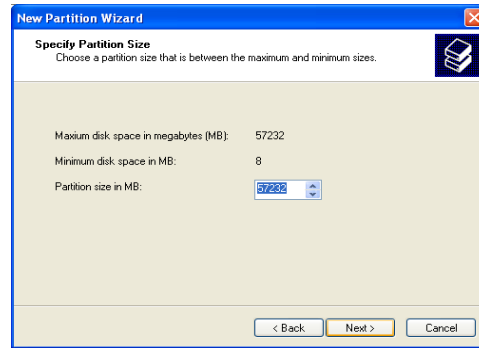 New Partition Wizard
Specify Partition Size
Choose a partition size that is between the maximum and minimum sizes.
Maxium disk space in megabytes (MB): 57232
Minimum disk space in MB: 8
Partition size in MB: 57232
< Back Next > Cancel